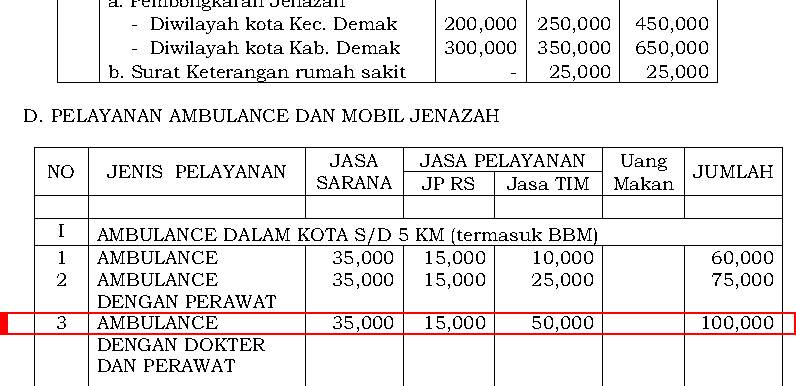 a. Pembongkaran Jenazah
- Diwilayah kota Kec. Demak 200,000 250,000 450,000
- Diwilayah kota Kab. Demak 300,000 350,000 650,000
b. Surat Keterangan rumah sakit - 25,000 25,000
D. PELAYANAN AMBULANCE DAN MOBIL JENAZAH
NO JENIS PELAYANAN JASA SARANA JASA PELAYANAN Uang Makan JUMLAH
JP RS Jasa TIM
I AMBULANCE DALAM KOTA S/D 5 KM (termasuk BBM)
1 AMBULANCE 35,000 15,000 10,000 60,000
2 AMBULANCE 35,000 15,000 25,000 75,000
DENGAN PERAWAT
3 AMBULANCE 35,000 15,000 50,000 100,000
DENGAN DOKTER
DAN PERAWAT